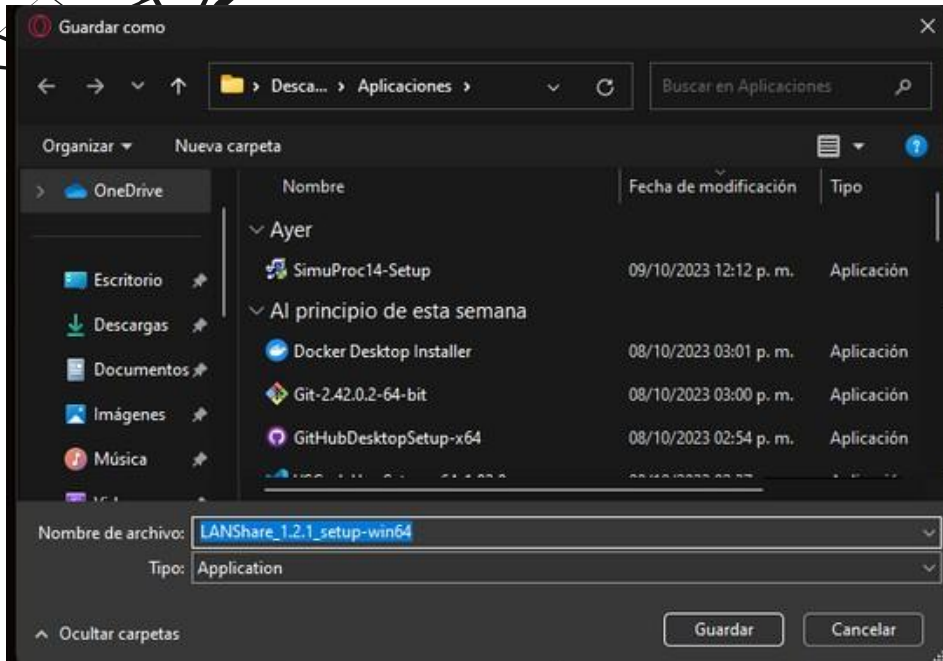 Guardar como
Desca... > Aplicaciones >
Buscar en Aplicaciones
Organizar Nueva carpeta
OneDrive
Nombre Fecha de modificación Tipo
Ayer
SimuProc14-Setup 09/10/2023 12:12 p. m. Aplicación
Escritorio
Al principio de esta semana
Descargas
Docker Desktop Installer 08/10/2023 03:01 p. m. Aplicación
Documentos
Git-2.42.0.2-64-bit 08/10/2023 03:00 p. m. Aplicación
Imágenes
GitHubDesktopSetup-x64 08/10/2023 02:54 p. m. Aplicación
Música
Nombre de archivo: LANShare_1.2.1_setup-win64
Tipo: Application
Ocultar carpetas Guardar Cancelar